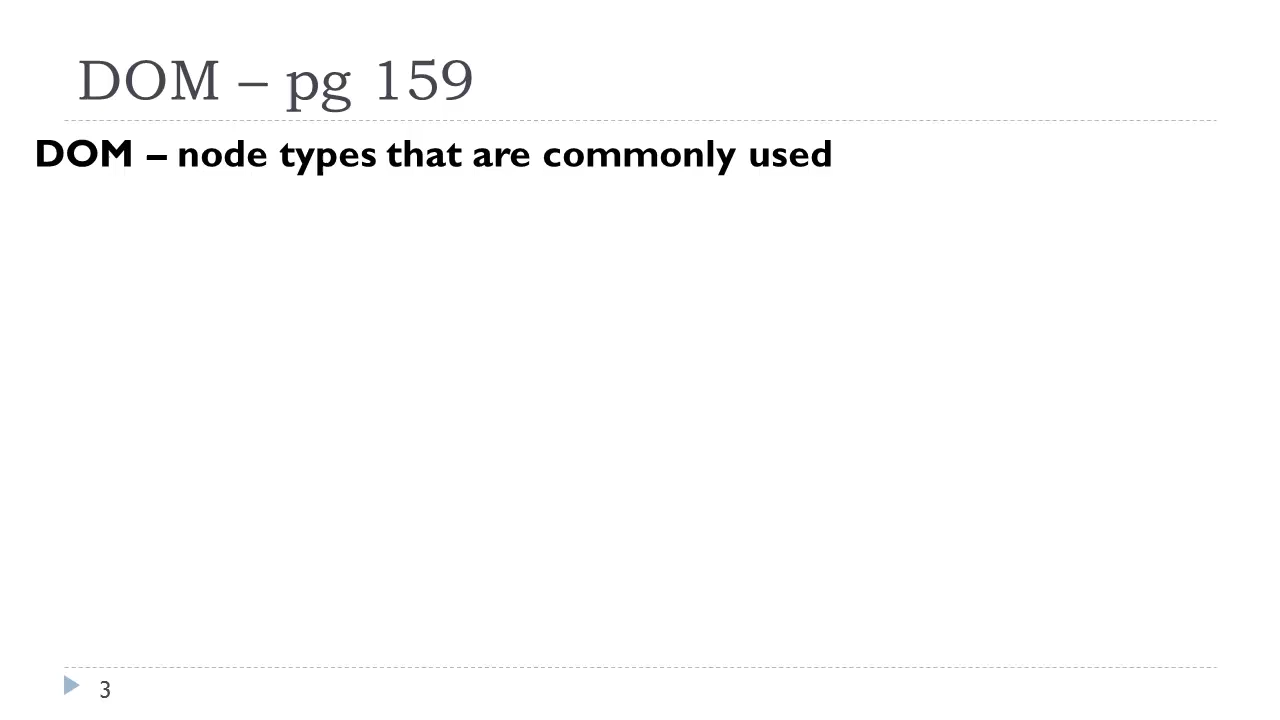 DOM – pg 159
DOM – node types that are commonly used
3